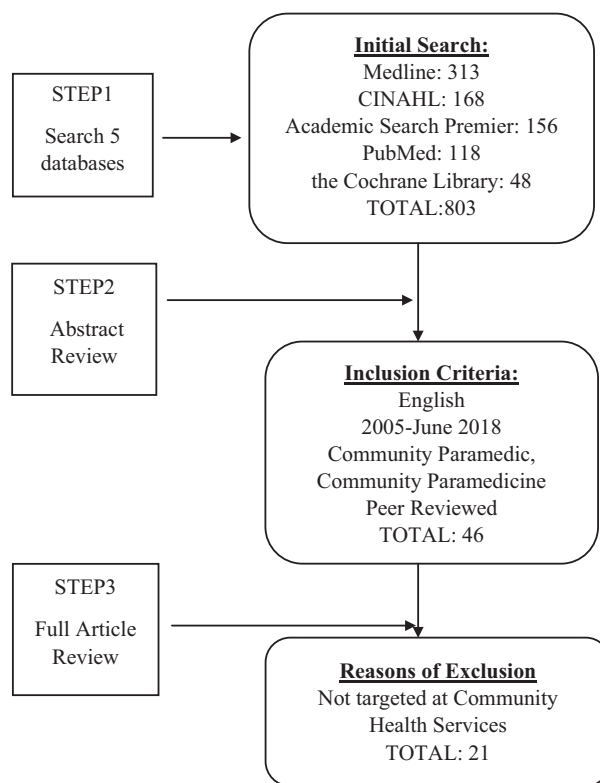 STEP1
Search 5
databases
Initial Search:
Medline: 313
CINAHL: 168
Academic Search Premier: 156
PubMed: 118
the Cochrane Library: 48
TOTAL:803
STEP2
Abstract
Review
Inclusion Criteria:
English
2005-June 2018
Community Paramedic,
Community Paramedicine
Peer Reviewed
TOTAL: 46
STEP3
Full Article
Review
Reasons of Exclusion
Not targeted at Community
Health Services
TOTAL: 21